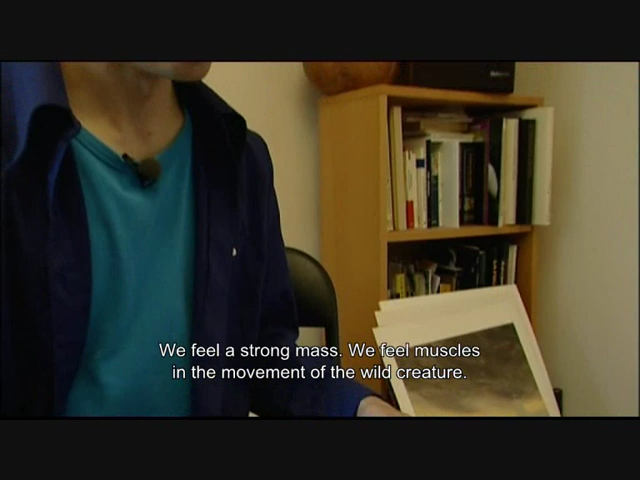 We feel a strong mass. We feel muscles
in the movement of the wild creature.